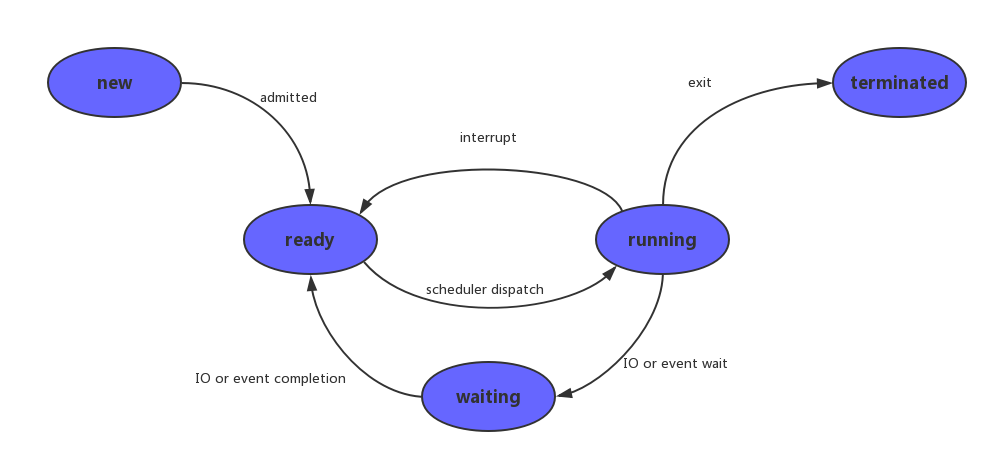 new
terminated
exit
admitted
interrupt
ready
running
scheduler dispatch
IO or event wait
IO or event completion
waiting